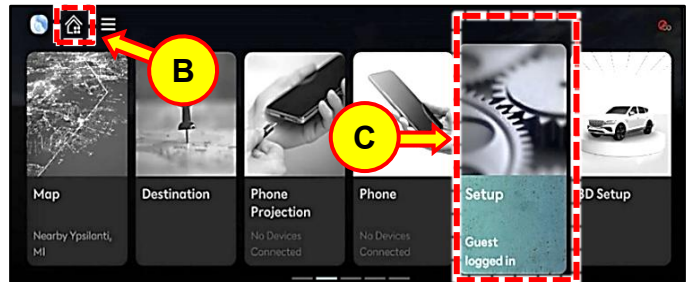 B
C
Map
Nearby Ypsilanti,
MI
Destination
Phone
Projection
No Devices
Connected
Phone
No Devices
Connected
Setup
Guest
logged in
3D Setup